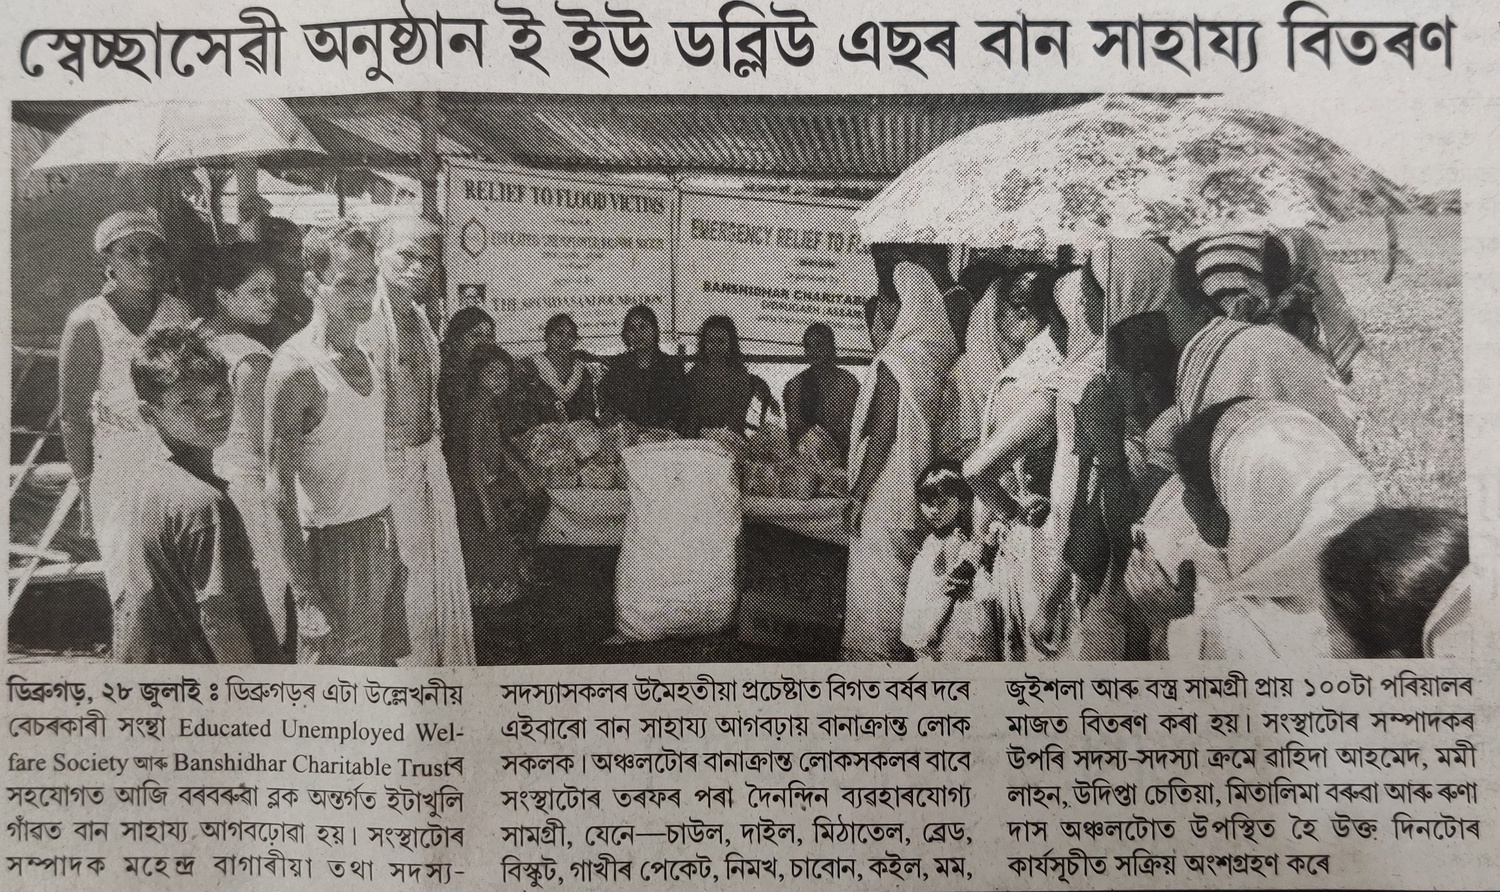 স্বেচ্ছাসেৱী অনুষ্ঠান ই ইউ ডব্লিউ এছৰ বান সাহায্য বিতৰণ
RELIEF TO FLOOD VICTIMS
EMERGENCY RELIEF TO
BANSHIDHAR CHARITAB
DIBRUGARH (ASSAM
ডিব্ৰুগড়, ২৮ জুলাই : ডিব্ৰুগড়ৰ এটা উল্লেখনীয়
বেচৰকাৰী সংস্থা Educated Unemployed Wel-
fare Society আৰু Banshidhar Charitable Trustৰ
সহযোগত আজি বৰবৰুৱা ব্লক অন্তৰ্গত ইটাখুলি
গাঁৱত বান সাহায্য আগবঢ়োৱা হয়। সংস্থাটোৰ
সম্পাদক মহেন্দ্ৰ বাগাৰীয়া তথা সদস্য-
সদস্যাসকলৰ উমৈহতীয়া প্ৰচেষ্টাত বিগত বৰ্ষৰ দৰে
এইবাৰো বান সাহায্য আগবঢ়ায় বানাক্ৰান্ত লোক
সকলক। অঞ্চলটোৰ বানাক্ৰান্ত লোকসকলৰ বাবে
সংস্থাটোৰ তৰফৰ পৰা দৈনন্দিন ব্যৱহাৰযোগ্য
সামগ্ৰী, যেনে—চাউল, দাইল, মিঠাতেল, ব্ৰেড,
বিস্কুট, গাখীৰ পেকেট, নিমখ, চাবোন, কইল, মম,
জুইশলা আৰু বস্ত্ৰ সামগ্ৰী প্ৰায় ১০০টা পৰিয়ালৰ
মাজত বিতৰণ কৰা হয়। সংস্থাটোৰ সম্পাদকৰ
উপৰি সদস্য-সদস্যা ক্ৰমে ৱাহিদা আহমেদ, মমী
লাহন, উদিপ্তা চেতিয়া, মিতালিমা বৰুৱা আৰু ৰুণা
দাস অঞ্চলটোত উপস্থিত হৈ উক্ত দিনটোৰ
কাৰ্যসূচীত সক্ৰিয় অংশগ্ৰহণ কৰে